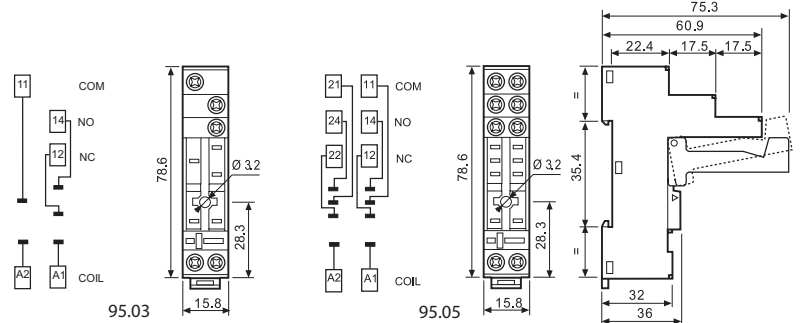 11 COM
14 NO
12 NC
A2 A1 COIL
78.6
Ø 3.2
28.3
15.8
95.03
21 11 COM
24 14 NO
22 12 NC
A2 A1 COIL
78.6
Ø 3.2
28.3
15.8
95.05
75.3
60.9
22.4 17.5 17.5
=
35.4
=
32
36